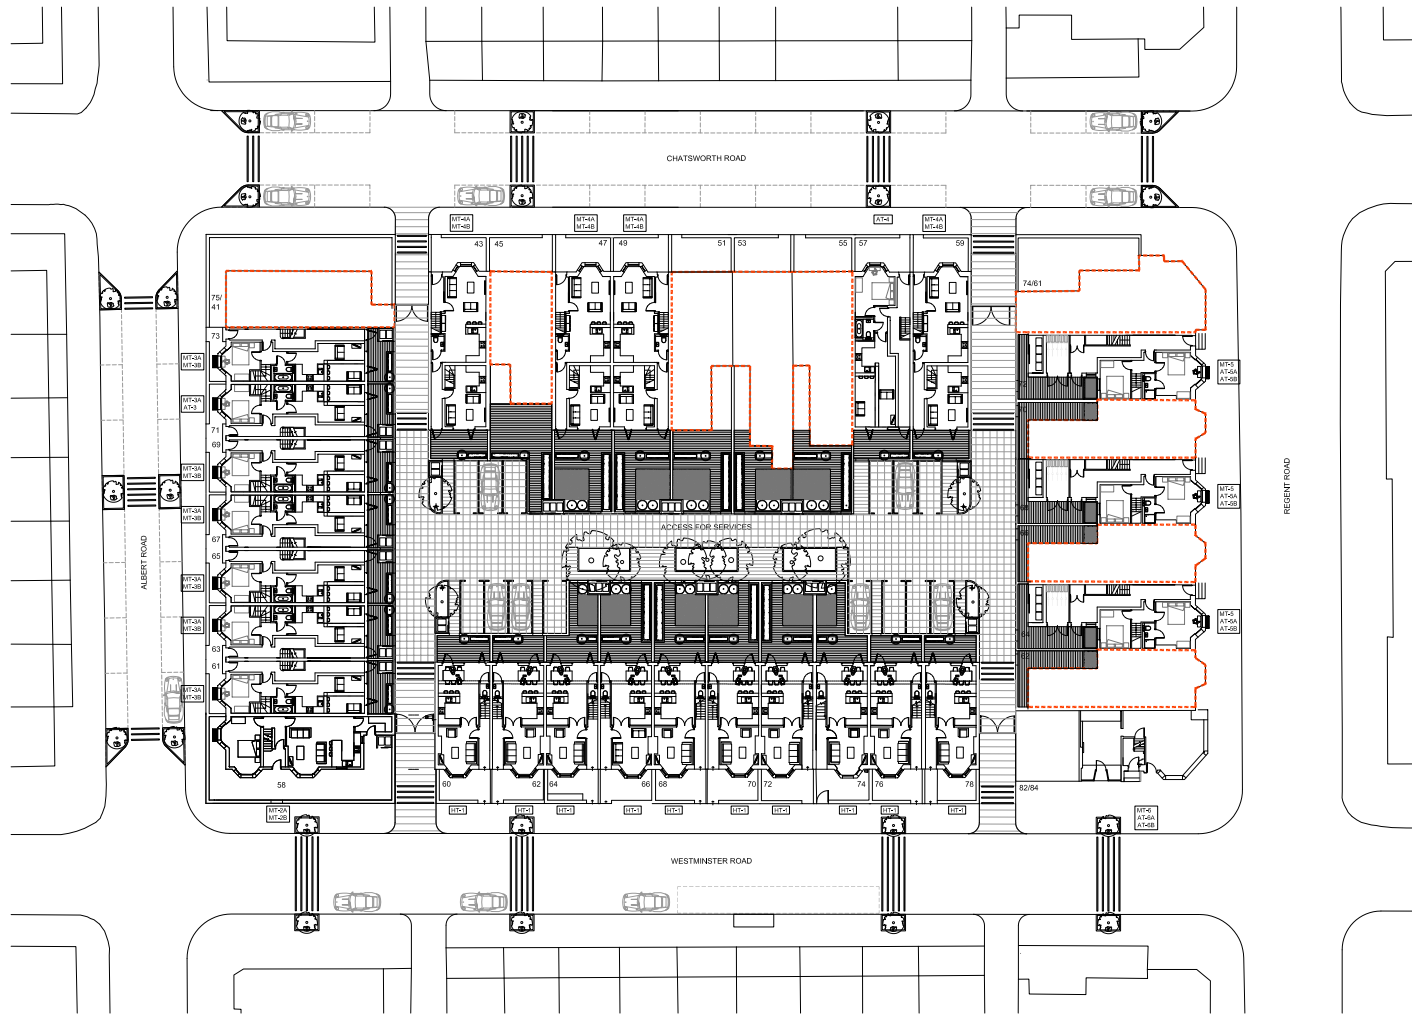 CHATSWORTH ROAD
MT-4A
MT-4B
MT-4A
MT-4B
MT-4A
MT-4B
AT-4
MT-4A
MT-4B
43
45
47
49
51
53
55
57
59
75/
41
74/61
73
MT-3A
MT-3B
MT-3A
AT-3
71
69
MT-3A
MT-3B
MT-3A
MT-3B
67
65
MT-3A
MT-3B
MT-3A
MT-3B
63
61
MT-3A
MT-3B
ALBERT ROAD
ACCESS FOR SERVICES
MT-5
AT-5A
AT-5B
MT-5
AT-5A
AT-5B
MT-5
AT-5A
AT-5B
REGENT ROAD
58
60
62
64
66
68
70
72
74
76
78
82/84
MT-2A
MT-2B
HT-1
HT-1
HT-1
HT-1
HT-1
HT-1
HT-1
HT-1
HT-1
HT-1
MT-6
AT-6A
AT-6B
WESTMINSTER ROAD